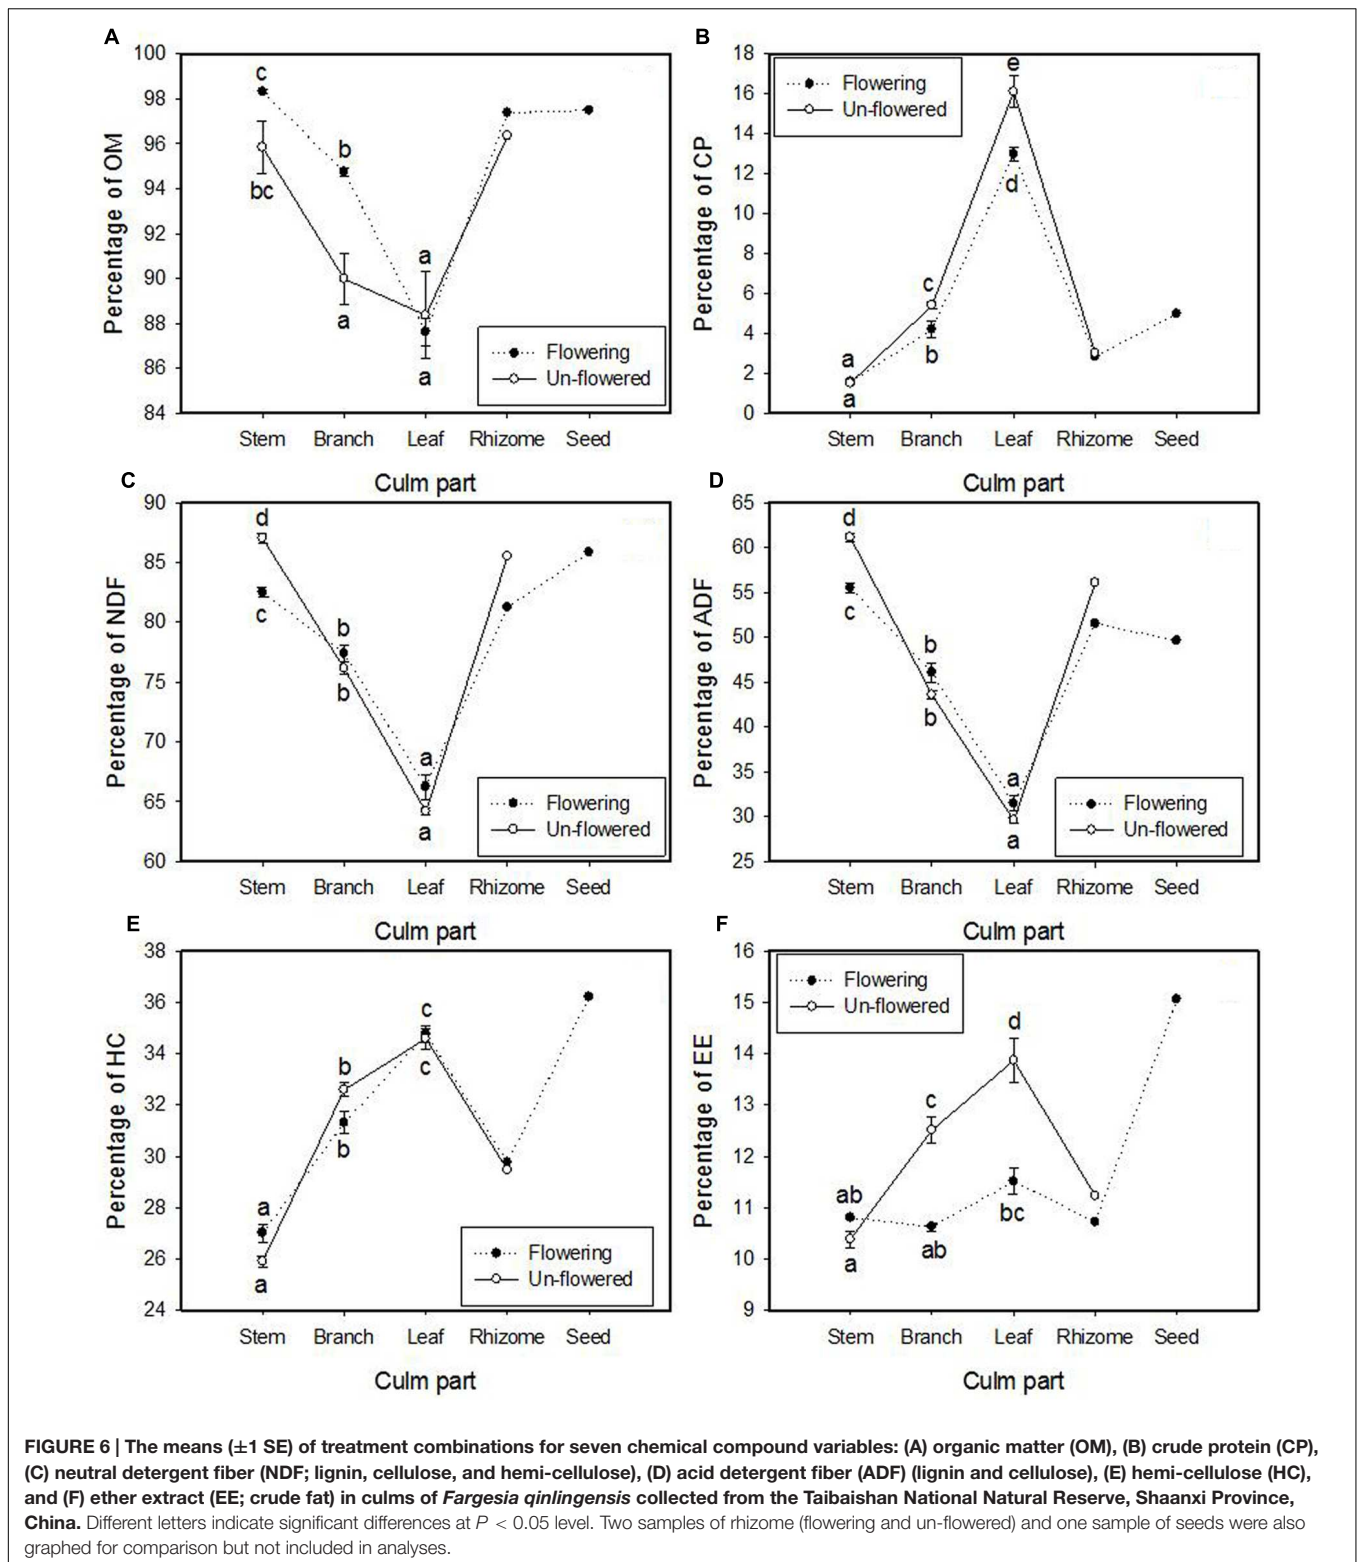 A
100
98
96
94
92
90
88
86
84
Percentage of OM
c
bc
b
a
a
a
Flowering
Un-flowered
Stem Branch Leaf Rhizome Seed
Culm part
B
18
16
14
12
10
8
6
4
2
0
Percentage of CP
Flowering
Un-flowered
a
a
c
b
e
d
Stem Branch Leaf Rhizome Seed
Culm part
C
90
85
80
75
70
65
60
Percentage of NDF
d
c
b
b
a
a
Flowering
Un-flowered
Stem Branch Leaf Rhizome Seed
Culm part
D
65
60
55
50
45
40
35
30
25
Percentage of ADF
d
c
b
b
a
a
Flowering
Un-flowered
Stem Branch Leaf Rhizome Seed
Culm part
E
38
36
34
32
30
28
26
24
Percentage of HC
a
a
b
b
c
c
Flowering
Un-flowered
Stem Branch Leaf Rhizome Seed
Culm part
F
16
15
14
13
12
11
10
9
Percentage of EE
Flowering
Un-flowered
ab
a
c
ab
d
bc
Stem Branch Leaf Rhizome Seed
Culm part
FIGURE 6 | The means (±1 SE) of treatment combinations for seven chemical compound variables: (A) organic matter (OM), (B) crude protein (CP),
(C) neutral detergent fiber (NDF; lignin, cellulose, and hemi-cellulose), (D) acid detergent fiber (ADF) (lignin and cellulose), (E) hemi-cellulose (HC),
and (F) ether extract (EE; crude fat) in culms of Fargesia qinlingensis collected from the Taibaishan National Natural Reserve, Shaanxi Province,
China. Different letters indicate significant differences at P < 0.05 level. Two samples of rhizome (flowering and un-flowered) and one sample of seeds were also
graphed for comparison but not included in analyses.